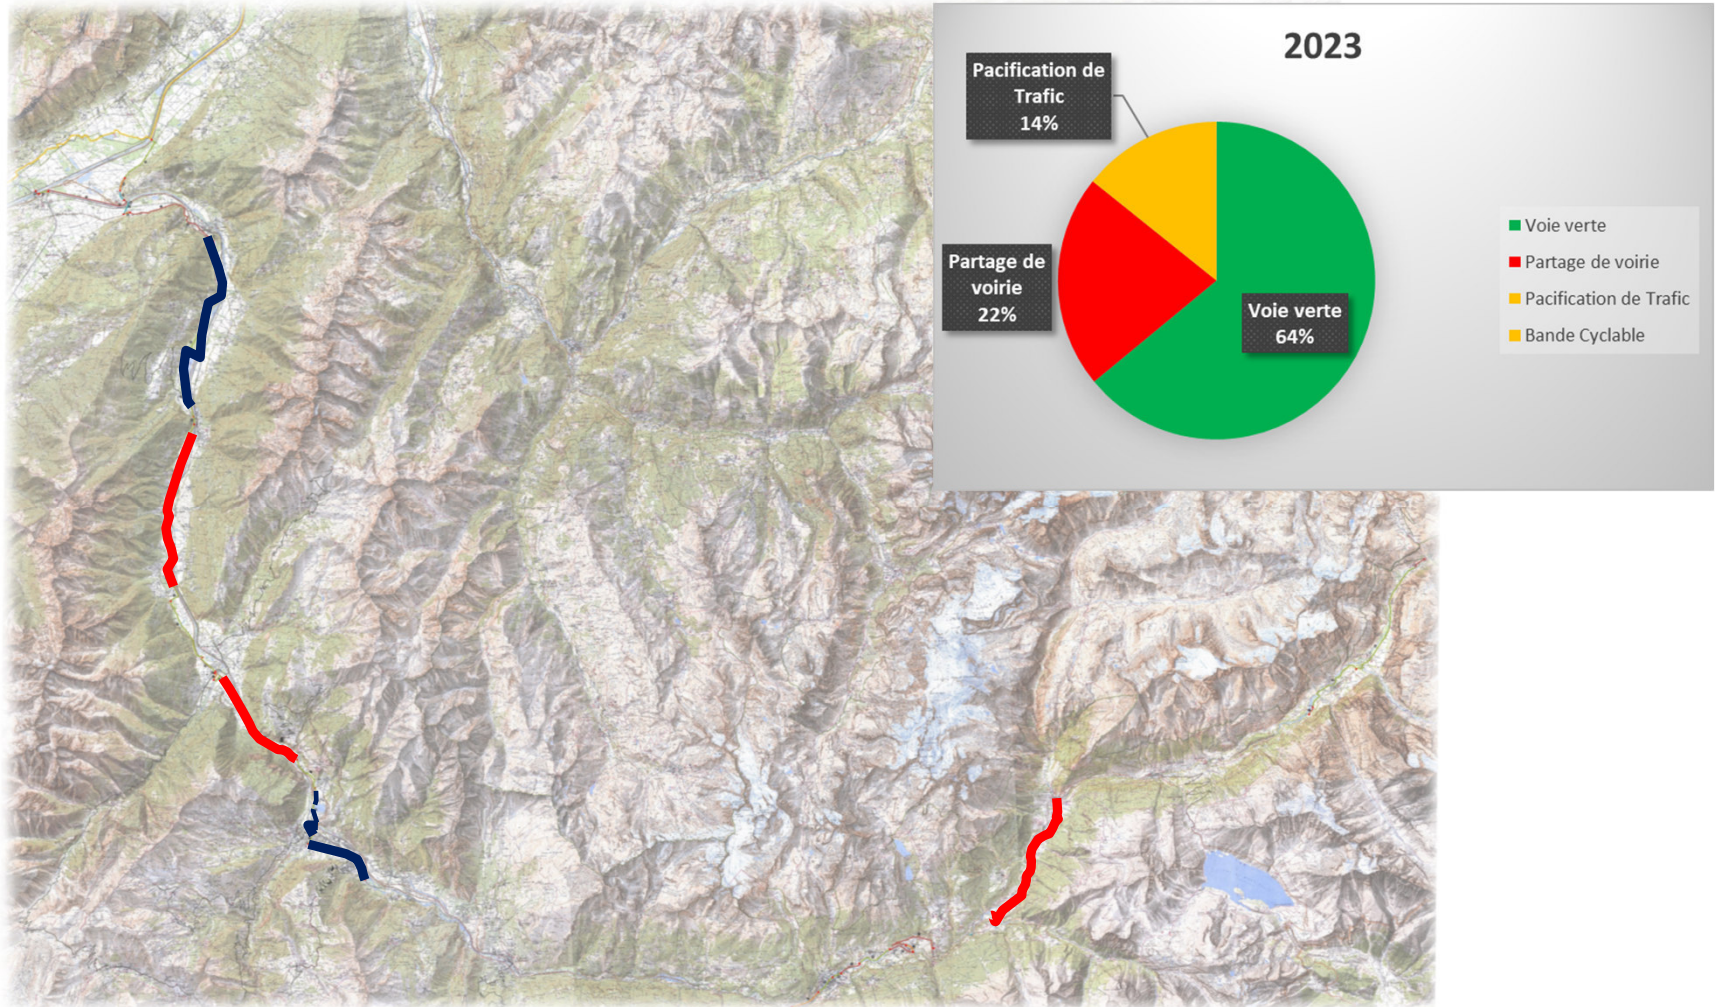 2023
Pacification de
Trafic
14%
Partage de
voirie
22%
Voie verte
64%
Voie verte
Partage de voirie
Pacification de Trafic
Bande Cyclable